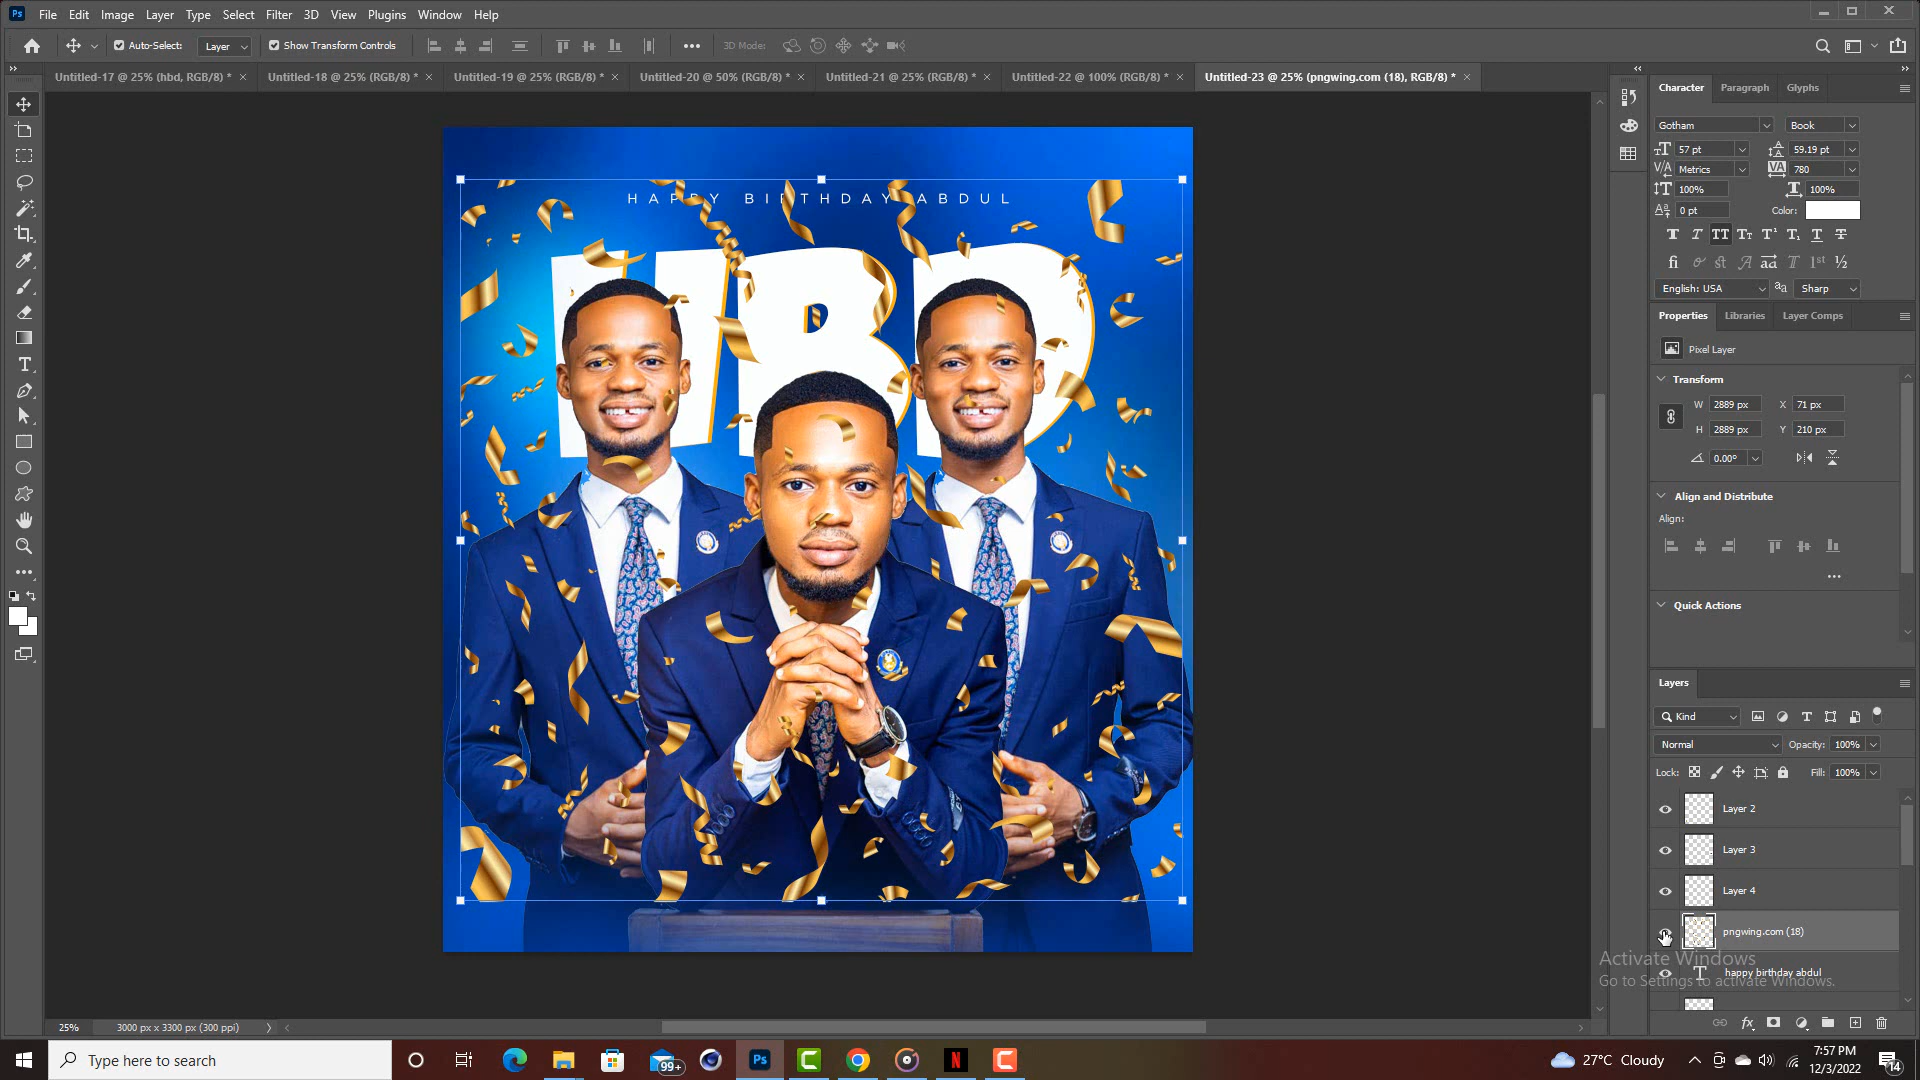 Ps File Edit Image Layer Type Select Filter 3D View Plugins Window Help
Auto-Select: Layer Show Transform Controls 3D Mode:
Untitled-17 @ 25% (hbd, RGB/8) * Untitled-18 @ 25% (RGB/8) * Untitled-19 @ 25% (RGB/8) * Untitled-20 @ 50% (RGB/8) * Untitled-21 @ 25% (RGB/8) * Untitled-22 @ 100% (RGB/8) * Untitled-23 @ 25% (pngwing.com (18), RGB/8) *
HAPPY BIRTHDAY ABDUL
HBD
Character Paragraph Glyphs
Gotham Book
57 pt 59.19 pt
Metrics 780
100% 100%
0 pt Color:
English: USA Sharp
Properties Libraries Layer Comps
Pixel Layer
Transform
W 2889 px X 71 px
H 2889 px Y 210 px
0.00°
Align and Distribute
Align:
Quick Actions
Layers
Kind
Normal Opacity: 100%
Lock: Fill: 100%
Layer 2
Layer 3
Layer 4
pngwing.com (18)
happy birthday abdul
Activate Windows
Go to Settings to activate Windows.
25% 3000 px x 3300 px (300 ppi)
Type here to search
99+
Ps
N
27°C Cloudy
7:57 PM
12/3/2022
14